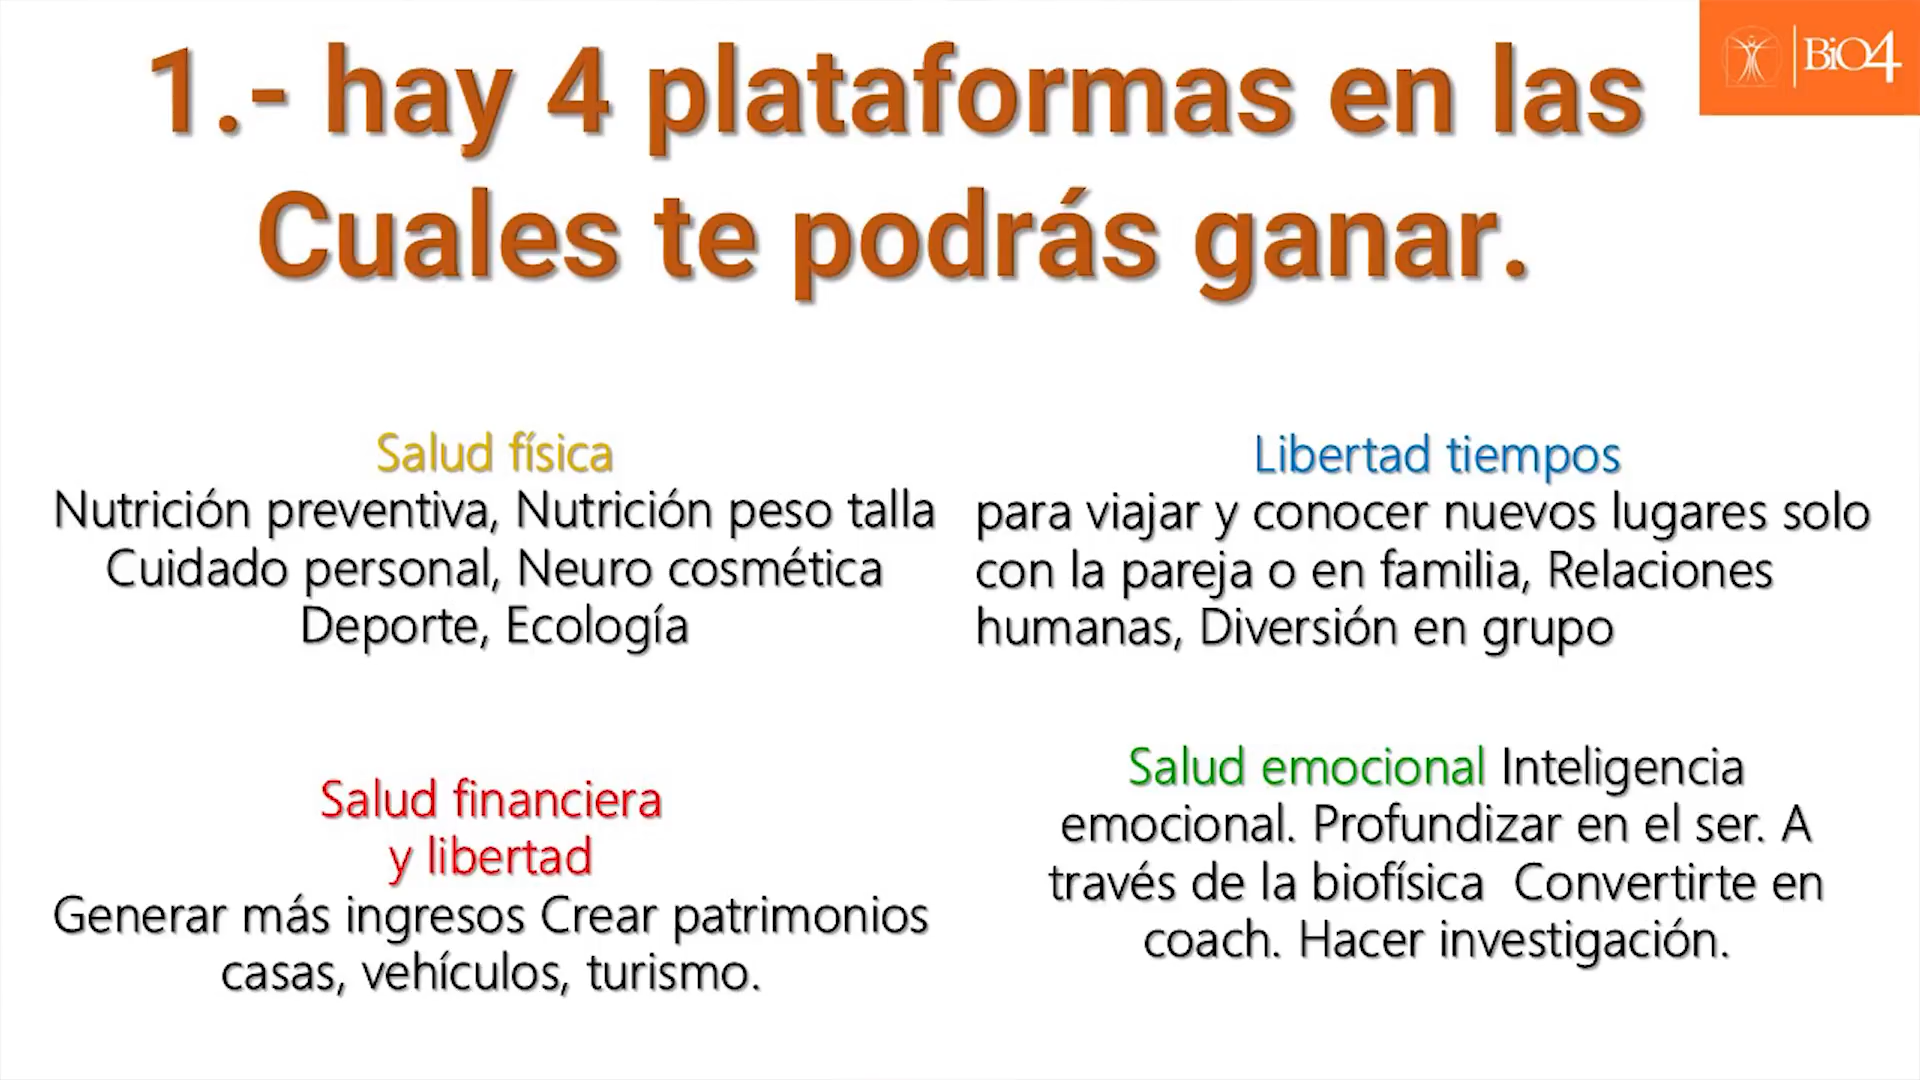 1.- hay 4 plataformas en las
Cuales te podrás ganar.
BiO4
Salud física
Nutrición preventiva, Nutrición peso talla
Cuidado personal, Neuro cosmética
Deporte, Ecología
Libertad tiempos
para viajar y conocer nuevos lugares solo
con la pareja o en familia, Relaciones
humanas, Diversión en grupo
Salud financiera
y libertad
Generar más ingresos Crear patrimonios
casas, vehículos, turismo.
Salud emocional Inteligencia
emocional. Profundizar en el ser. A
través de la biofísica  Convertirte en
coach. Hacer investigación.